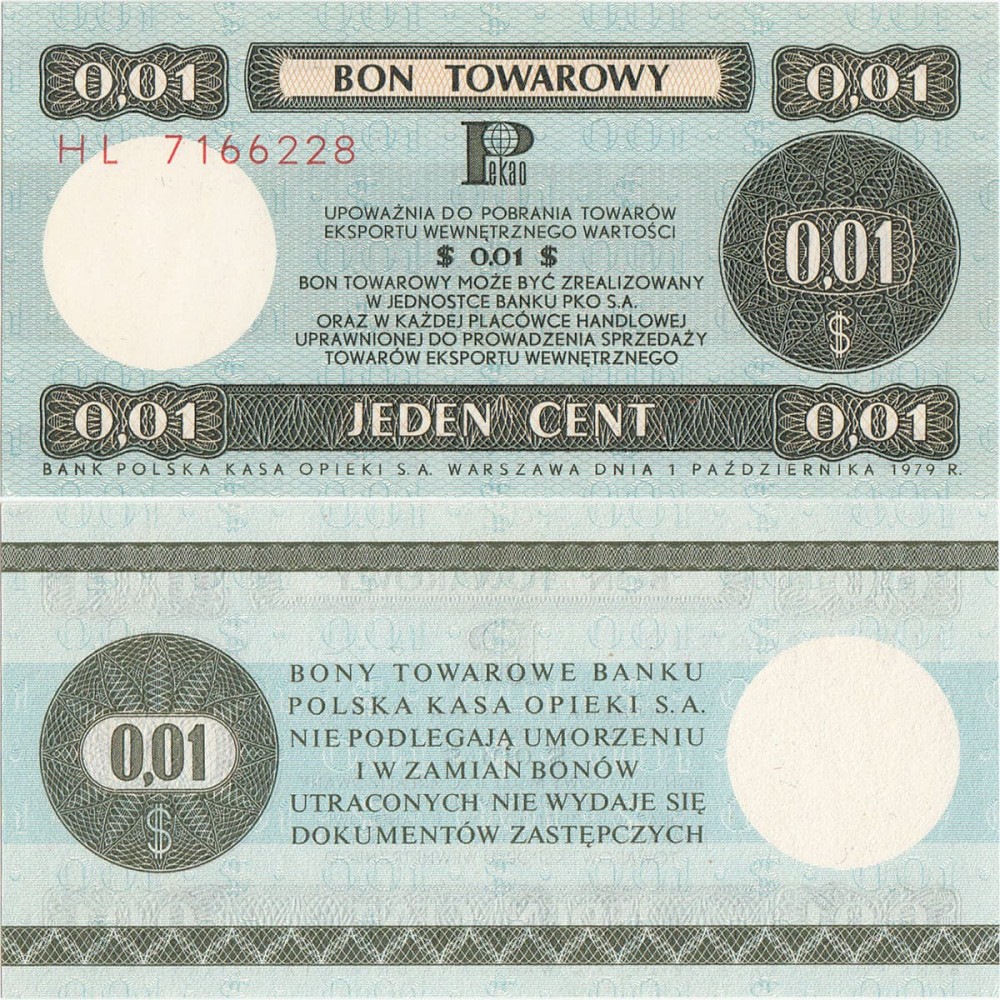 0,01 BON TOWAROWY 0,01
HL 7166228
Pekao
UPOWAŻNIA DO POBRANIA TOWARÓW
EKSPORTU WEWNĘTRZNEGO WARTOŚCI
$ 0.01 $
BON TOWAROWY MOŻE BYĆ ZREALIZOWANY
W JEDNOSTCE BANKU PKO S.A.
ORAZ W KAŻDEJ PLACÓWCE HANDLOWEJ
UPRAWNIONEJ DO PROWADZENIA SPRZEDAŻY
TOWARÓW EKSPORTU WEWNĘTRZNEGO
0,01
$
0,01 JEDEN CENT 0,01
BANK POLSKA KASA OPIEKI S.A. WARSZAWA DNIA 1 PAŹDZIERNIKA 1979 R.
0,01
$
BONY TOWAROWE BANKU
POLSKA KASA OPIEKI S.A.
NIE PODLEGAJĄ UMORZENIU
I W ZAMIAN BONÓW
UTRACONYCH NIE WYDAJE SIĘ
DOKUMENTÓW ZASTĘPCZYCH